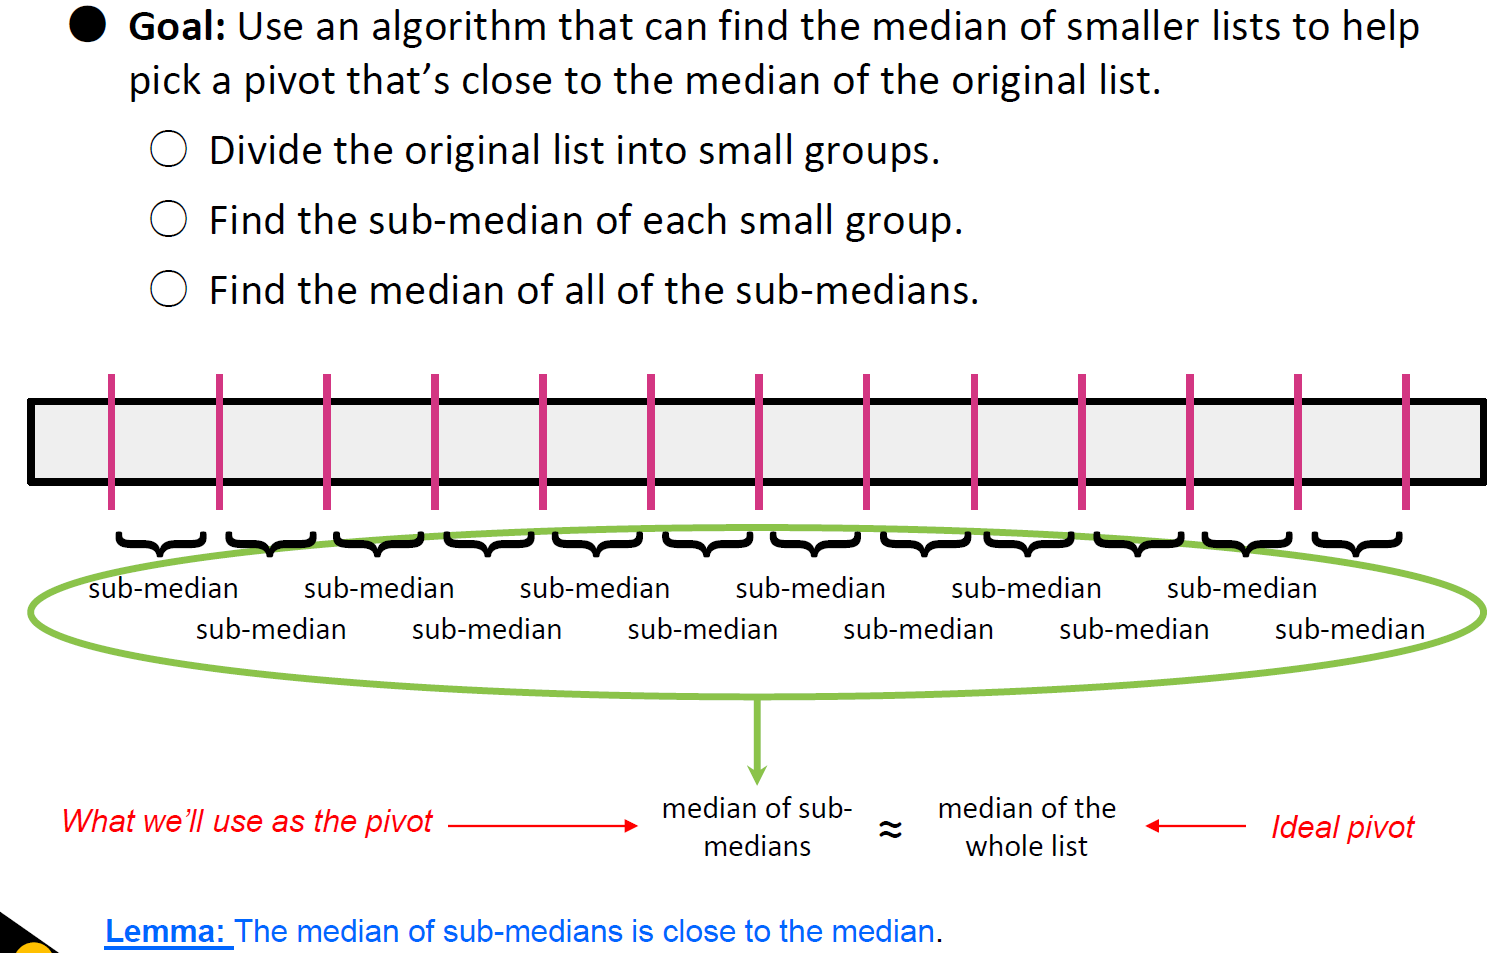 ● Goal: Use an algorithm that can find the median of smaller lists to help
pick a pivot that’s close to the median of the original list.
○ Divide the original list into small groups.
○ Find the sub-median of each small group.
○ Find the median of all of the sub-medians.
sub-median sub-median sub-median sub-median sub-median sub-median
sub-median sub-median sub-median sub-median sub-median sub-median
What we’ll use as the pivot
median of sub-
medians
≈
median of the
whole list
Ideal pivot
Lemma: The median of sub-medians is close to the median.